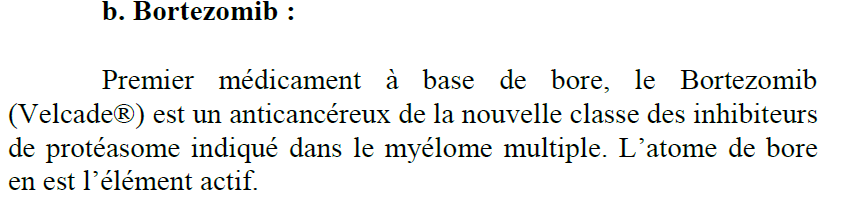 b. Bortezomib :
Premier médicament à base de bore, le Bortezomib
(Velcade®) est un anticancéreux de la nouvelle classe des inhibiteurs
de protéasome indiqué dans le myélome multiple. L’atome de bore
en est l’élément actif.